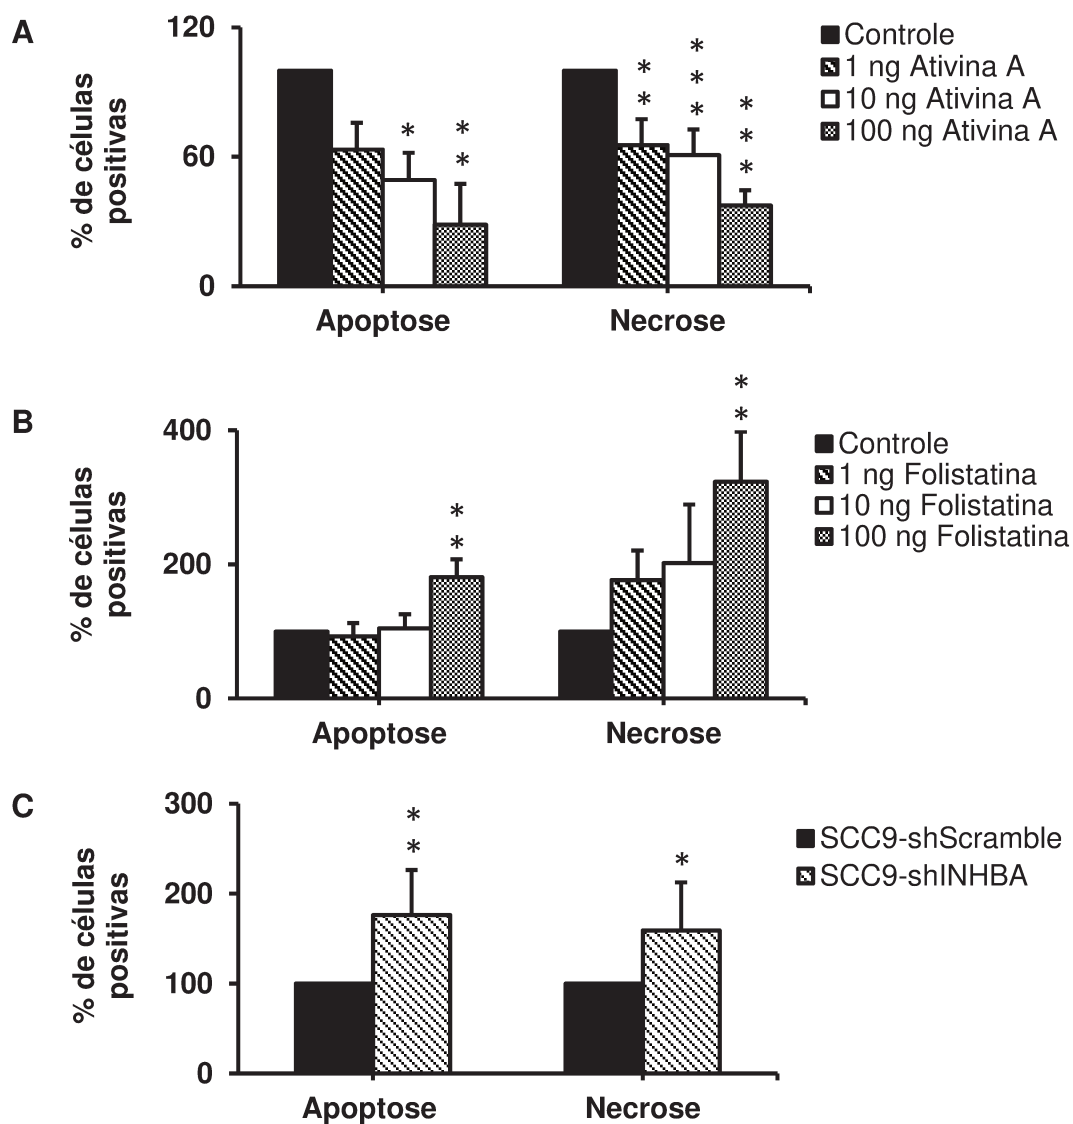 A
120
60
0
% de células
positivas
*
* *
* *
* * *
* * *
Apoptose
Necrose
Controle
1 ng Ativina A
10 ng Ativina A
100 ng Ativina A
B
400
200
0
% de células
positivas
* *
* *
Apoptose
Necrose
Controle
1 ng Folistatina
10 ng Folistatina
100 ng Folistatina
C
300
200
100
0
% de células
positivas
* *
*
Apoptose
Necrose
SCC9-shScramble
SCC9-shINHBA